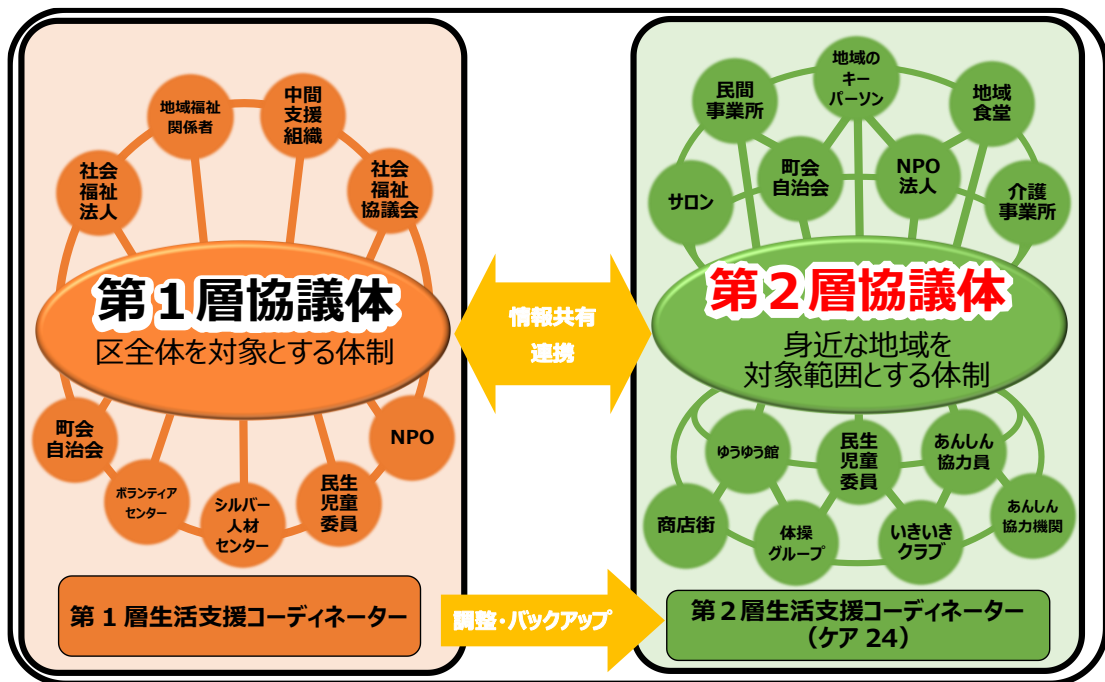 地域福祉
関係者
中間
支援
組織
社会
福祉
法人
社会
福祉
協議会
第１層協議体
区全体を対象とする体制
町会
自治会
ボランティア
センター
シルバー
人材
センター
民生
児童
委員
NPO
第１層生活支援コーディネーター
情報共有
連携
調整・バックアップ
民間
事業所
地域の
キー
パーソン
地域
食堂
サロン
町会
自治会
NPO
法人
介護
事業所
第２層協議体
身近な地域を
対象範囲とする体制
ゆうゆう館
民生
児童
委員
あんしん
協力員
商店街
体操
グループ
いきいき
クラブ
あんしん
協力機関
第２層生活支援コーディネーター
（ケア 24）